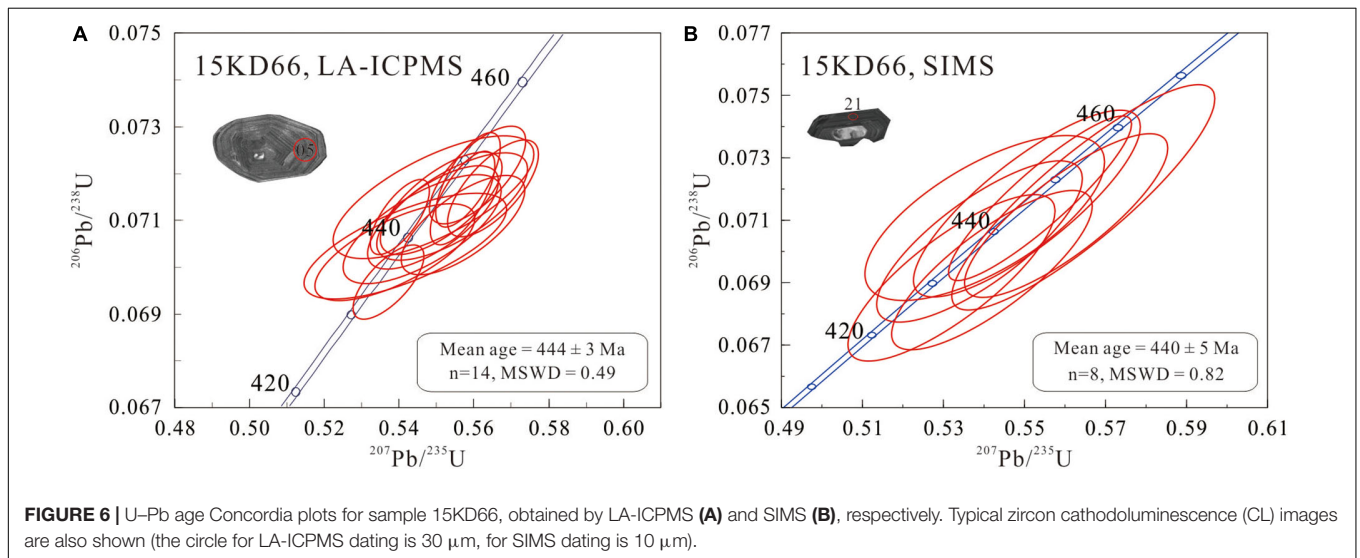 A
15KD66, LA-ICPMS
05
0.075
0.073
0.071
0.069
0.067
²⁰⁶Pb/²³⁸U
460
440
420
Mean age = 444 ± 3 Ma
n=14, MSWD = 0.49
0.48 0.50 0.52 0.54 0.56 0.58 0.60
²⁰⁷Pb/²³⁵U
B
15KD66, SIMS
21
0.077
0.075
0.073
0.071
0.069
0.067
0.065
²⁰⁶Pb/²³⁸U
460
440
420
Mean age = 440 ± 5 Ma
n=8, MSWD = 0.82
0.49 0.51 0.53 0.55 0.57 0.59 0.61
²⁰⁷Pb/²³⁵U
FIGURE 6 | U–Pb age Concordia plots for sample 15KD66, obtained by LA-ICPMS (A) and SIMS (B), respectively. Typical zircon cathodoluminescence (CL) images
are also shown (the circle for LA-ICPMS dating is 30 μm, for SIMS dating is 10 μm).